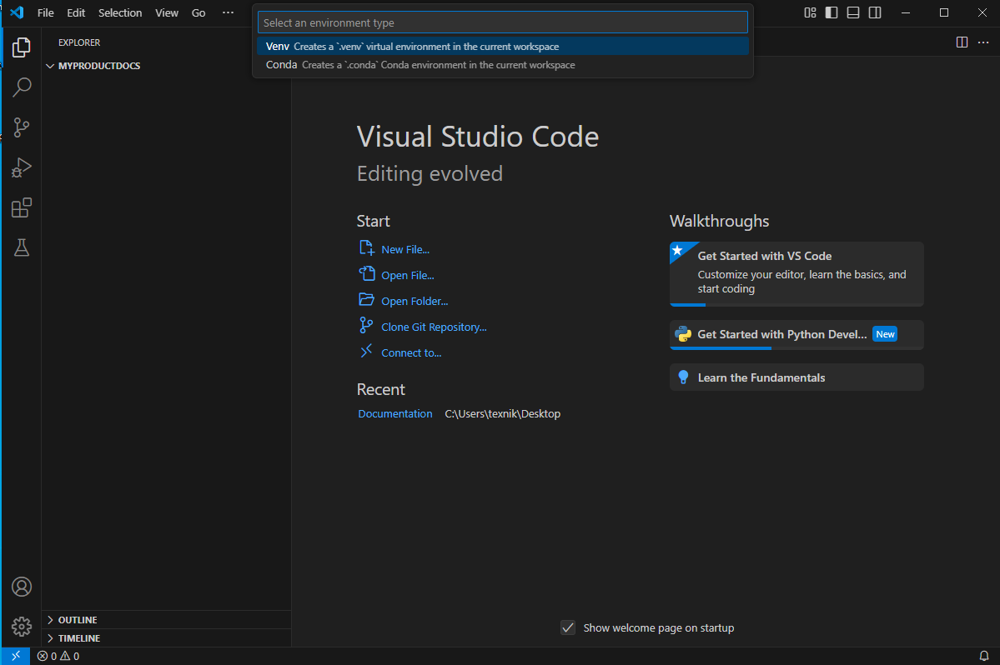 File Edit Selection View Go ···
Select an environment type
Venv Creates a `.venv` virtual environment in the current workspace
Conda Creates a `.conda` Conda environment in the current workspace
EXPLORER
MYPRODUCTDOCS
Visual Studio Code
Editing evolved
Start
New File...
Open File...
Open Folder...
Clone Git Repository...
Connect to...
Recent
Documentation C:\Users\texnik\Desktop
Walkthroughs
Get Started with VS Code
Customize your editor, learn the basics, and
start coding
Get Started with Python Devel... New
Learn the Fundamentals
Show welcome page on startup
OUTLINE
TIMELINE
0 0